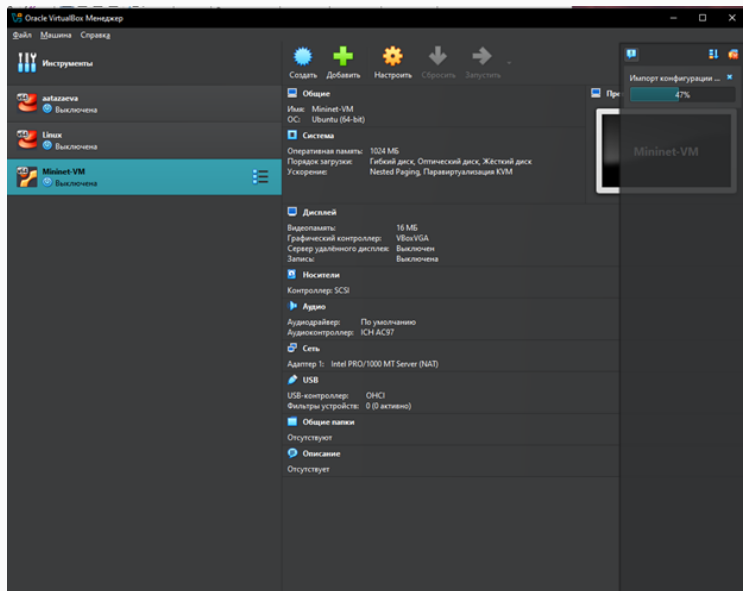 Oracle VirtualBox Менеджер
Файл Машина Справка
Инструменты
aatazaeva
Выключена
Linux
Выключена
Mininet-VM
Выключена
Создать Добавить Настроить Сбросить Запустить
Общие
Имя: Mininet-VM
ОС: Ubuntu (64-bit)
Система
Оперативная память: 1024 МБ
Порядок загрузки: Гибкий диск, Оптический диск, Жёсткий диск
Ускорение: Nested Paging, Паравиртуализация KVM
Дисплей
Видеопамять: 16 МБ
Графический контроллер: VBoxVGA
Сервер удалённого дисплея: Выключен
Запись: Выключена
Носители
Контроллер: SCSI
Аудио
Аудиодрайвер: По умолчанию
Аудиоконтроллер: ICH AC97
Сеть
Адаптер 1: Intel PRO/1000 MT Server (NAT)
USB
USB-контроллер: OHCI
Фильтры устройств: 0 (0 активно)
Общие папки
Отсутствуют
Описание
Отсутствует
Пре
Импорт конфигурации ...
47%
Mininet-VM